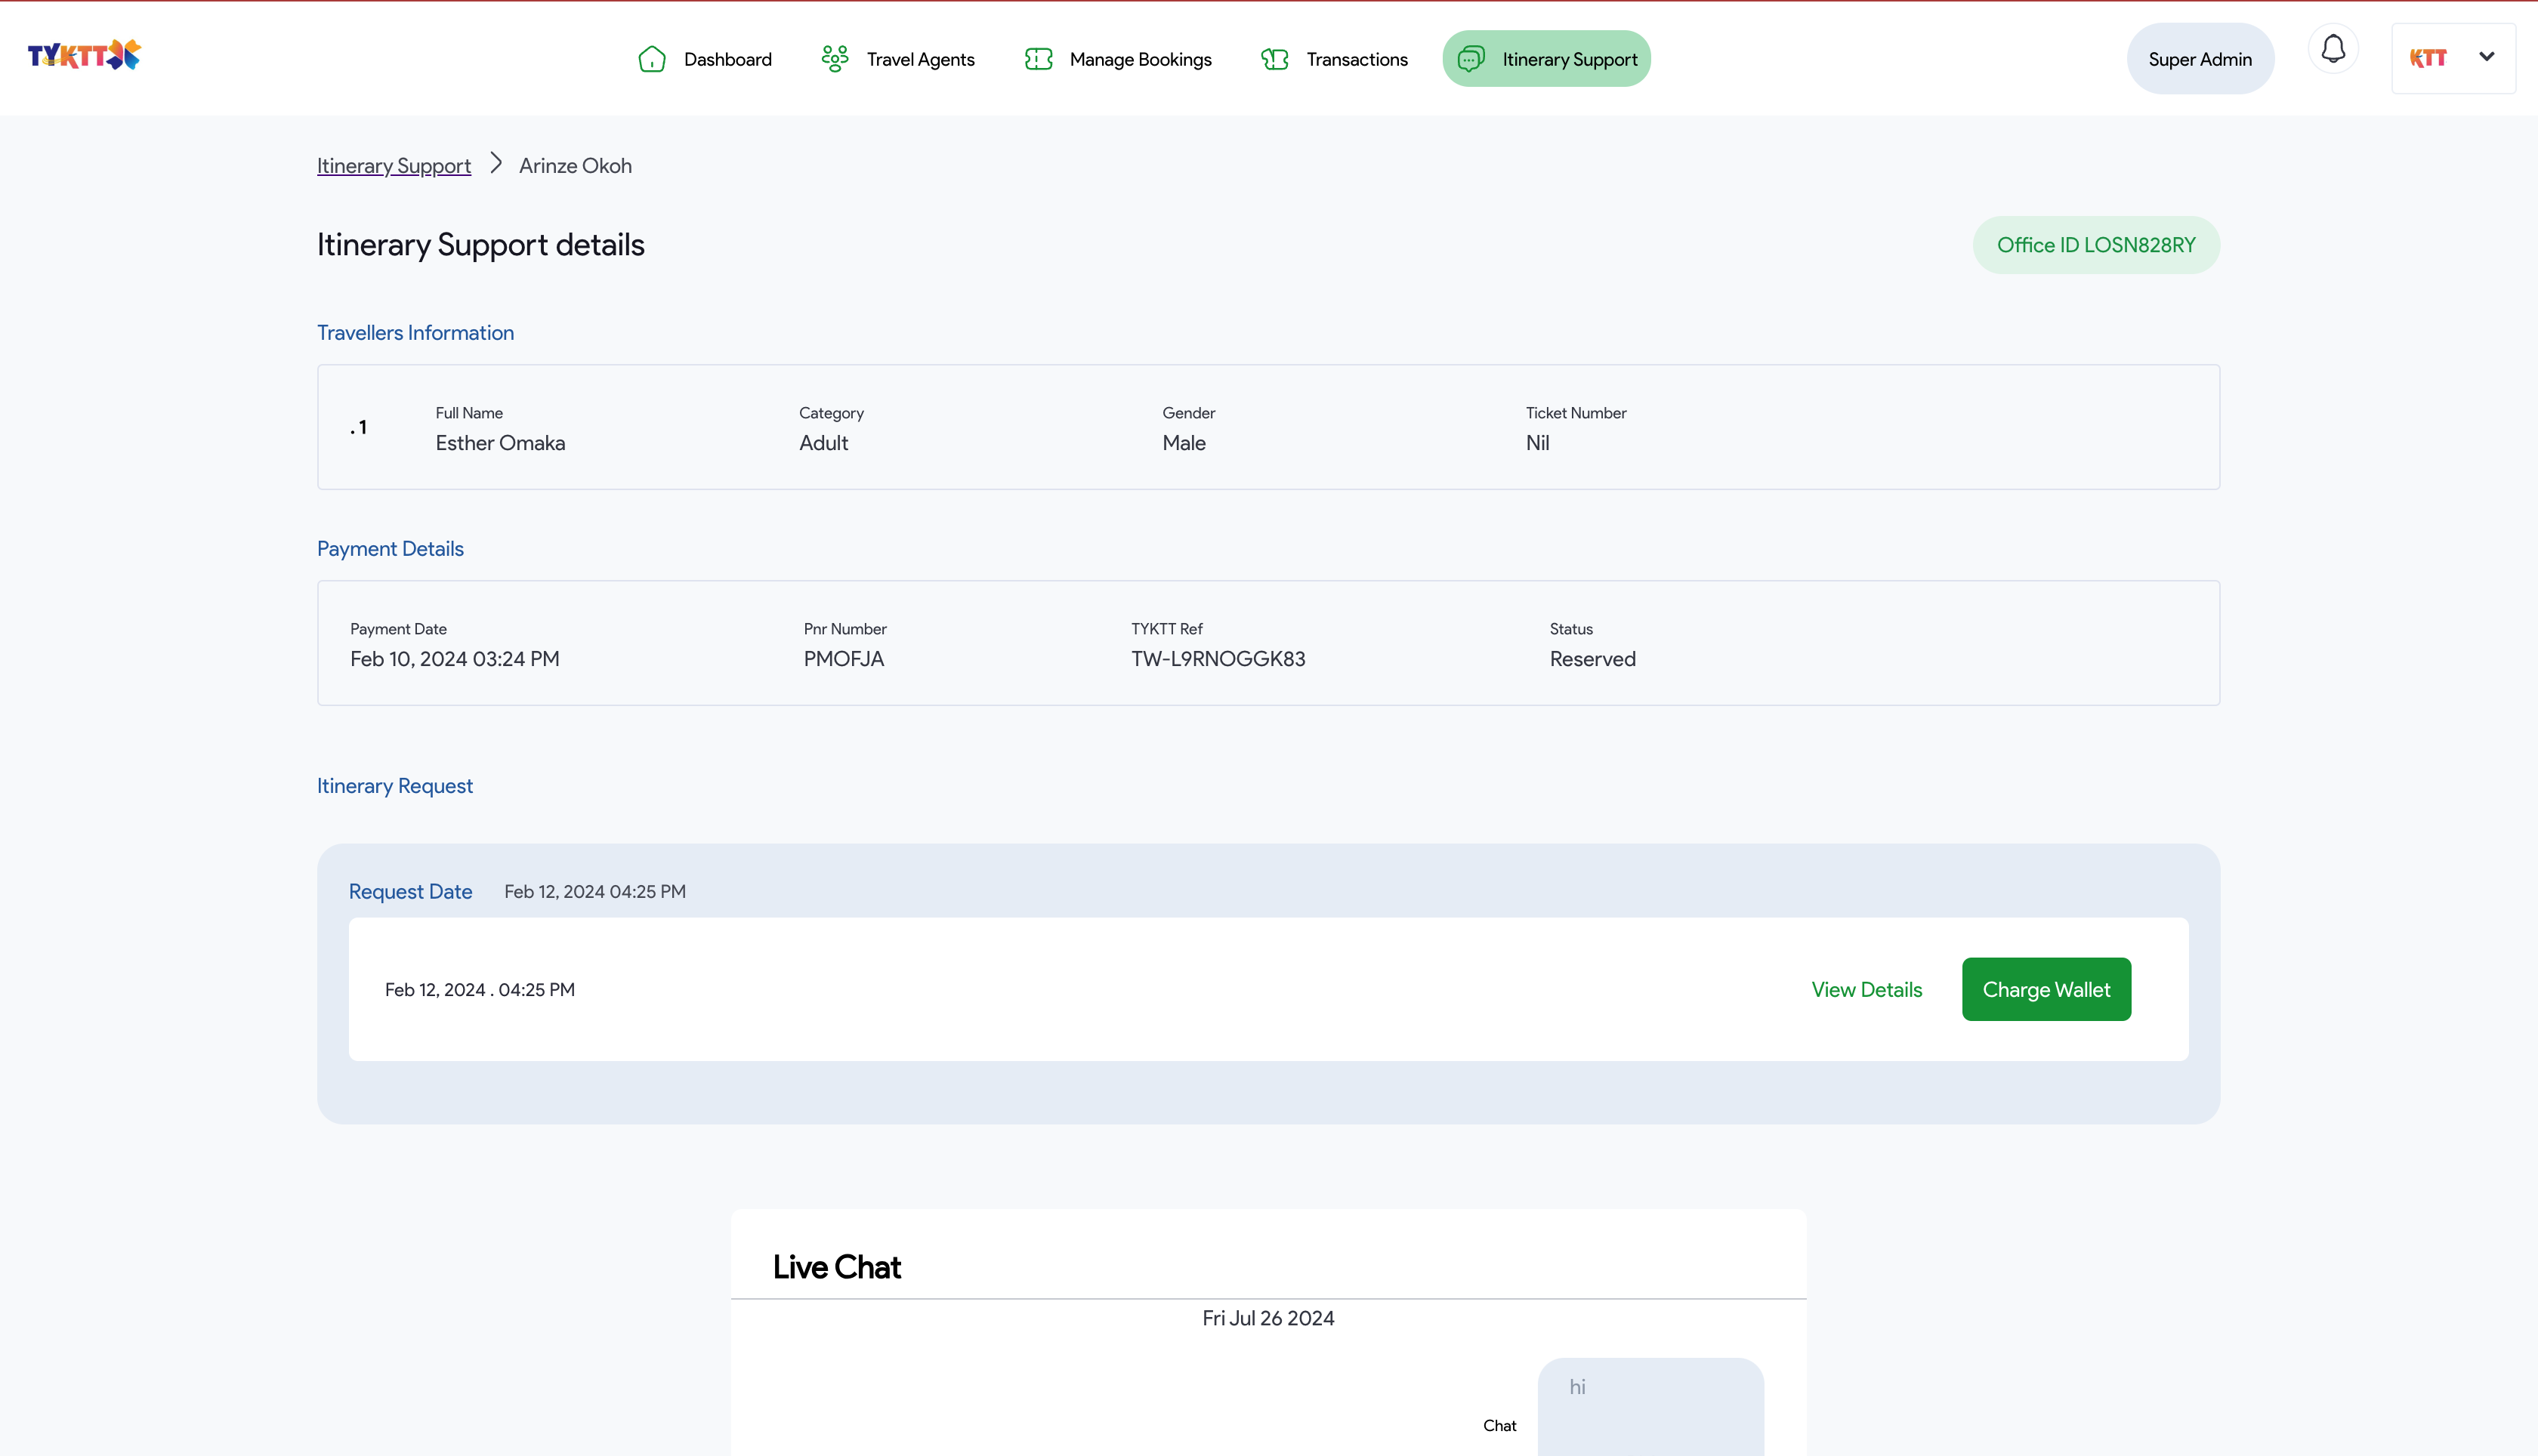 TYKTT
Dashboard
Travel Agents
Manage Bookings
Transactions
Itinerary Support
Super Admin
KTT
Itinerary Support > Arinze Okoh
Itinerary Support details
Office ID LOSN828RY
Travellers Information
. 1
Full Name
Esther Omaka
Category
Adult
Gender
Male
Ticket Number
Nil
Payment Details
Payment Date
Feb 10, 2024 03:24 PM
Pnr Number
PMOFJA
TYKTT Ref
TW-L9RNOGGK83
Status
Reserved
Itinerary Request
Request Date Feb 12, 2024 04:25 PM
Feb 12, 2024 . 04:25 PM
View Details
Charge Wallet
Live Chat
Fri Jul 26 2024
hi
Chat